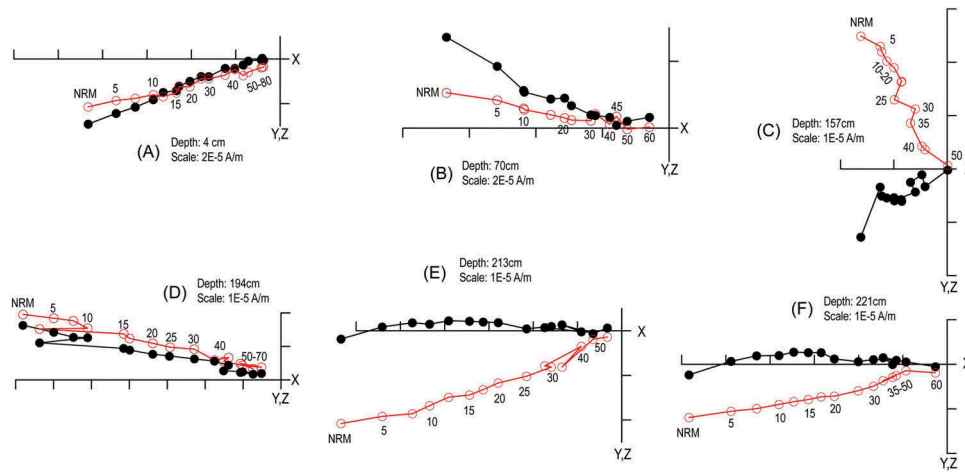 X
NRM
5
10
15
20
30
40
50-80
Y,Z
(A)
Depth: 4 cm
Scale: 2E-5 A/m
NRM
5
10
20
30
40
45
50
60
X
Y,Z
(B)
Depth: 70cm
Scale: 2E-5 A/m
NRM
5
10-20
25
30
35
40
50
(C)
Depth: 157cm
Scale: 1E-5 A/m
Y,Z
(D)
Depth: 194cm
Scale: 1E-5 A/m
NRM
5
10
15
20
25
30
40
50-70
X
Y,Z
(E)
Depth: 213cm
Scale: 1E-5 A/m
X
NRM
5
10
15
20
25
30
40
50
Y,Z
(F)
Depth: 221cm
Scale: 1E-5 A/m
X
NRM
5
10
15
20
30
35-50
60
Y,Z